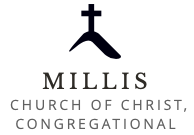 MILLIS
CHURCH OF CHRIST,
CONGREGATIONAL